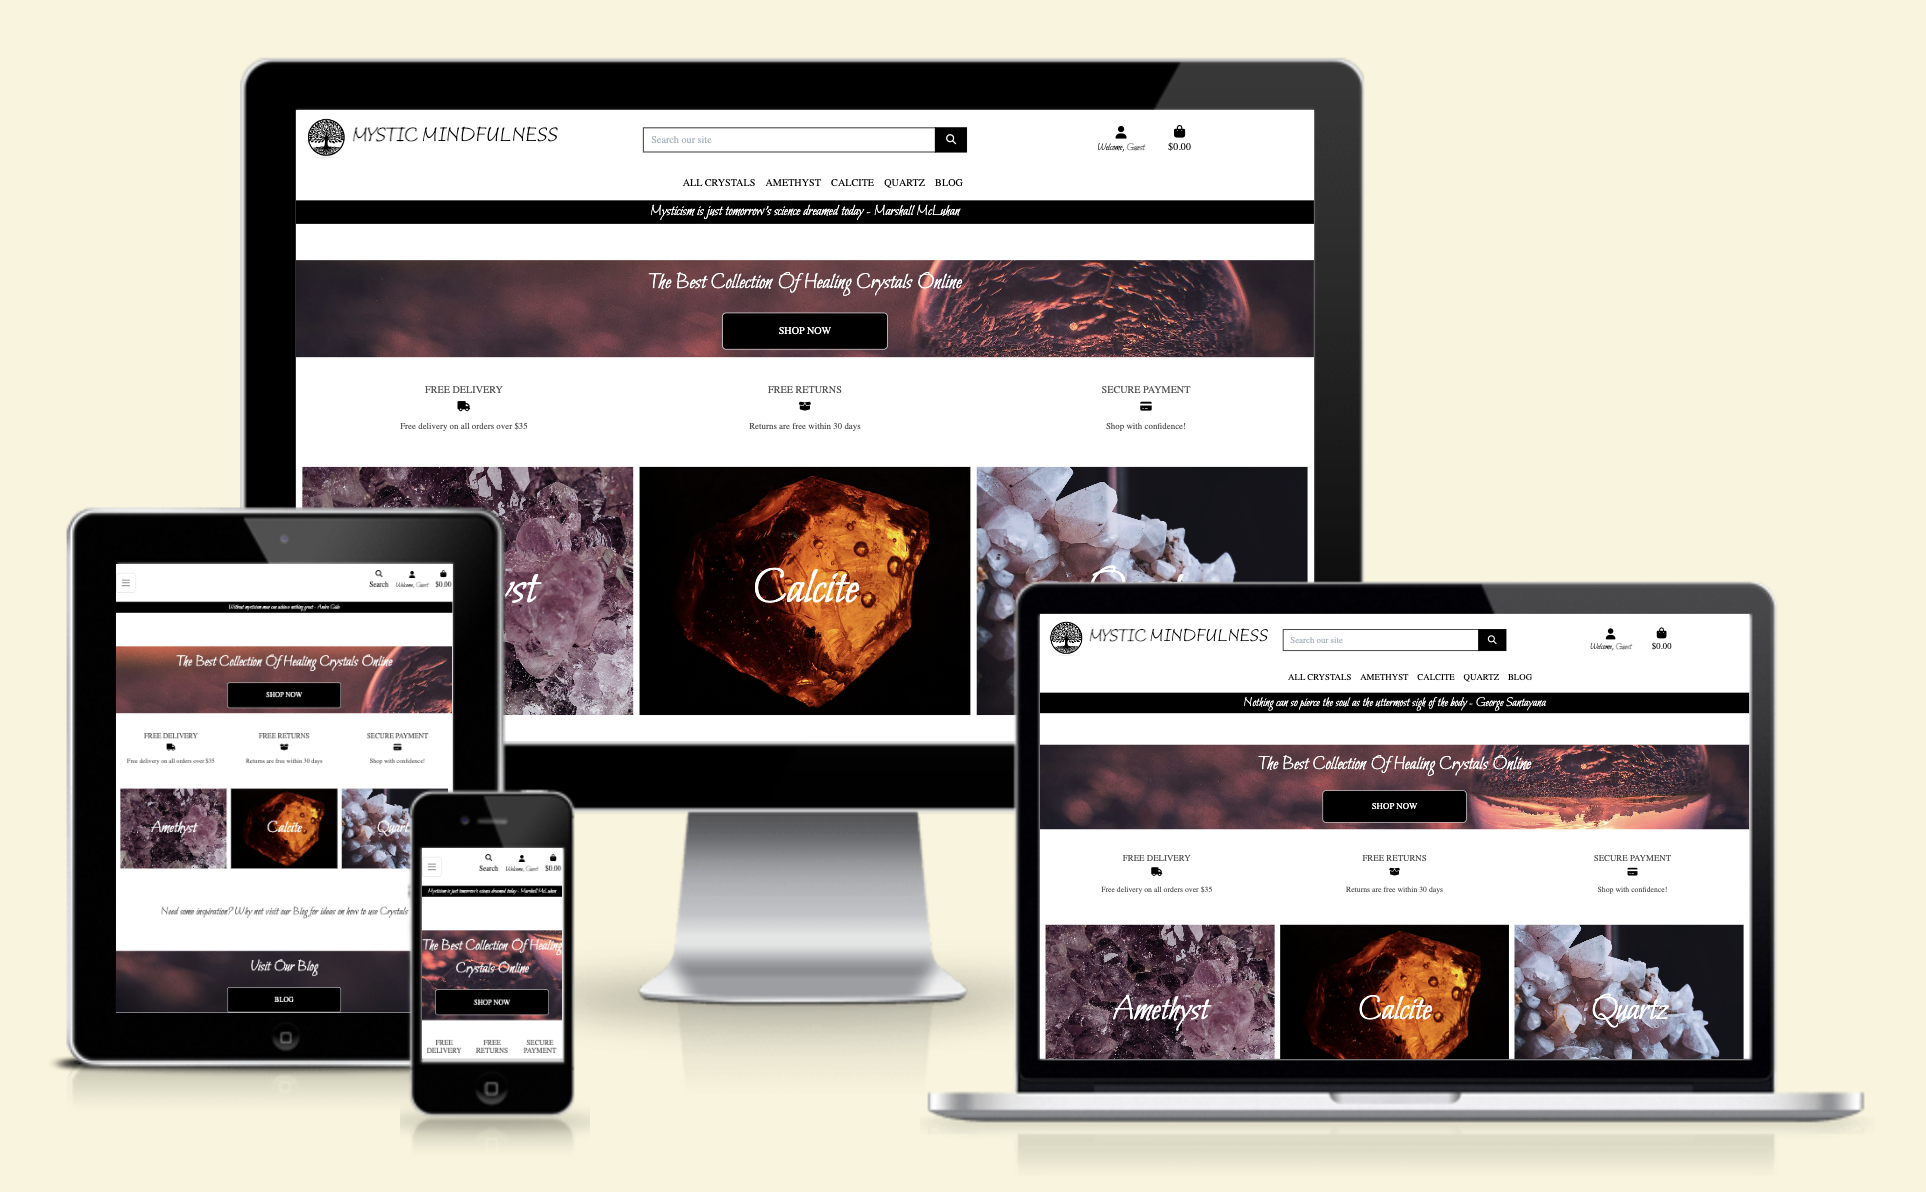 MYSTIC MINDFULNESS
Search our site
Welcome, Guest
$0.00
ALL CRYSTALS AMETHYST CALCITE QUARTZ BLOG
Mysticism is just tomorrow's science dreamed today - Marshall McLuhan
The Best Collection Of Healing Crystals Online
SHOP NOW
FREE DELIVERY
Free delivery on all orders over $35
FREE RETURNS
Returns are free within 30 days
SECURE PAYMENT
Shop with confidence!
Calcite
Search
Welcome, Guest
$0.00
Without mysticism man can achieve nothing great - Andre Gide
The Best Collection Of Healing Crystals Online
SHOP NOW
FREE DELIVERY
Free delivery on all orders over $35
FREE RETURNS
Returns are free within 30 days
SECURE PAYMENT
Shop with confidence!
Amethyst
Calcite
Need some inspiration? Why not visit our Blog for ideas on how to use Crystals
Visit Our Blog
BLOG
Search
Welcome, Guest
$0.00
Mysticism is just tomorrow's science dreamed today - Marshall McLuhan
The Best Collection Of Healing
Crystals Online
SHOP NOW
FREE
DELIVERY
FREE
RETURNS
SECURE
PAYMENT
MYSTIC MINDFULNESS
Search our site
Welcome, Guest
$0.00
ALL CRYSTALS AMETHYST CALCITE QUARTZ BLOG
Nothing can so pierce the soul as the uttermost sigh of the body - George Santayana
The Best Collection Of Healing Crystals Online
SHOP NOW
FREE DELIVERY
Free delivery on all orders over $35
FREE RETURNS
Returns are free within 30 days
SECURE PAYMENT
Shop with confidence!
Amethyst
Calcite
Quartz